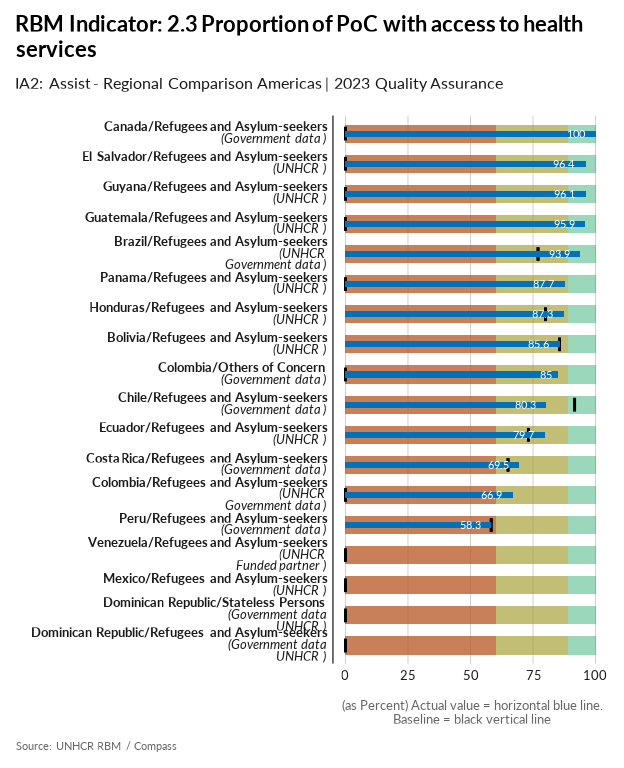 RBM Indicator: 2.3 Proportion of PoC with access to health
services
IA2: Assist - Regional Comparison Americas | 2023 Quality Assurance
Canada/Refugees and Asylum-seekers
(Government data )
100
El Salvador/Refugees and Asylum-seekers
(UNHCR )
96.4
Guyana/Refugees and Asylum-seekers
(UNHCR )
96.1
Guatemala/Refugees and Asylum-seekers
(UNHCR )
95.9
Brazil/Refugees and Asylum-seekers
(UNHCR
Government data )
93.9
Panama/Refugees and Asylum-seekers
(UNHCR )
87.7
Honduras/Refugees and Asylum-seekers
(UNHCR )
87.3
Bolivia/Refugees and Asylum-seekers
(UNHCR )
85.6
Colombia/Others of Concern
(Government data )
85
Chile/Refugees and Asylum-seekers
(Government data )
80.3
Ecuador/Refugees and Asylum-seekers
(UNHCR )
79.7
Costa Rica/Refugees and Asylum-seekers
(Government data )
69.5
Colombia/Refugees and Asylum-seekers
(UNHCR
Government data )
66.9
Peru/Refugees and Asylum-seekers
(Government data )
58.3
Venezuela/Refugees and Asylum-seekers
(UNHCR
Funded partner )
Mexico/Refugees and Asylum-seekers
(UNHCR )
Dominican Republic/Stateless Persons
(Government data
UNHCR )
Dominican Republic/Refugees and Asylum-seekers
(Government data
UNHCR )
0 25 50 75 100
(as Percent) Actual value = horizontal blue line.
Baseline = black vertical line
Source: UNHCR RBM / Compass